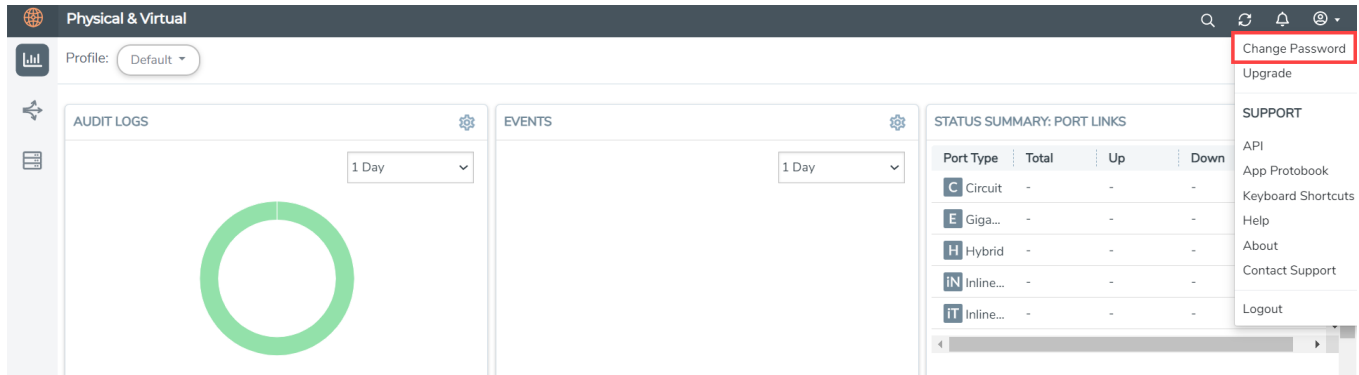 Physical & Virtual
Profile: Default
Change Password
Upgrade
SUPPORT
API
App Protobook
Keyboard Shortcuts
Help
About
Contact Support
Logout
AUDIT LOGS
1 Day
EVENTS
1 Day
STATUS SUMMARY: PORT LINKS
Port Type Total Up Down
C Circuit - - -
E Giga... - - -
H Hybrid - - -
iN Inline... - - -
iT Inline... - - -